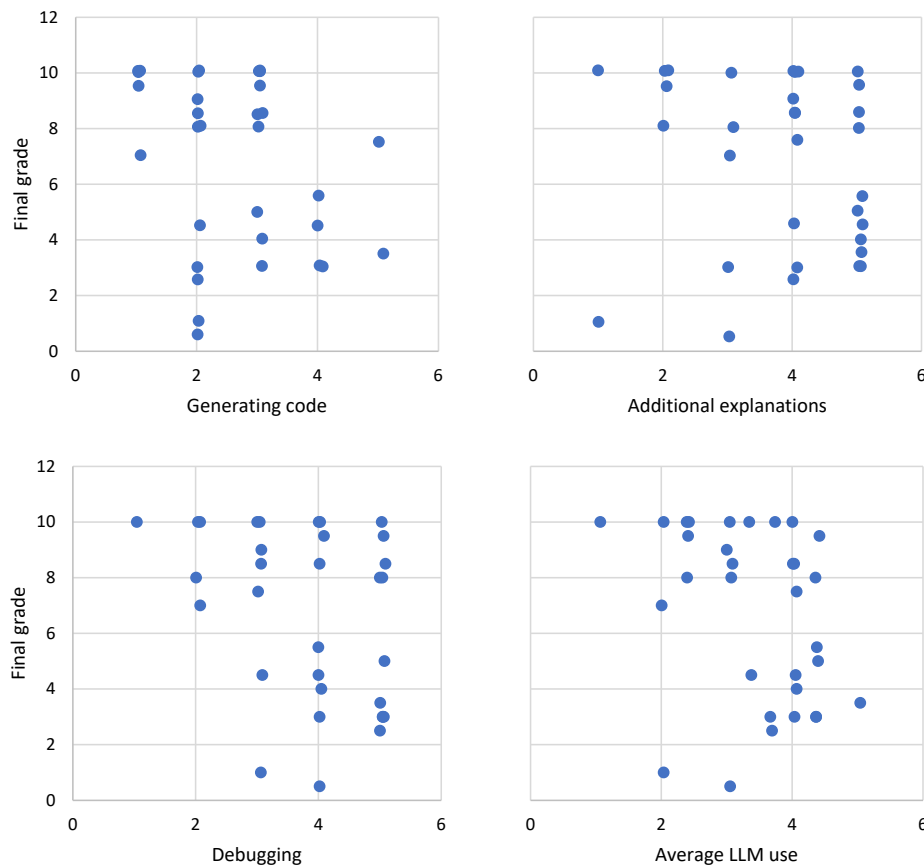 12
10
8
6
4
2
0
0 2 4 6
Final grade
Generating code
0 2 4 6
Additional explanations
12
10
8
6
4
2
0
0 2 4 6
Final grade
Debugging
0 2 4 6
Average LLM use